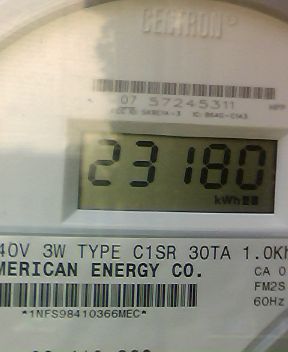 CENTRON®
07 57245311
23180
kWh
40V 3W TYPE C1SR 30TA 1.0Kh
MERICAN ENERGY CO.
CA 0
FM2S
60Hz
*1NFS98410366MEC*